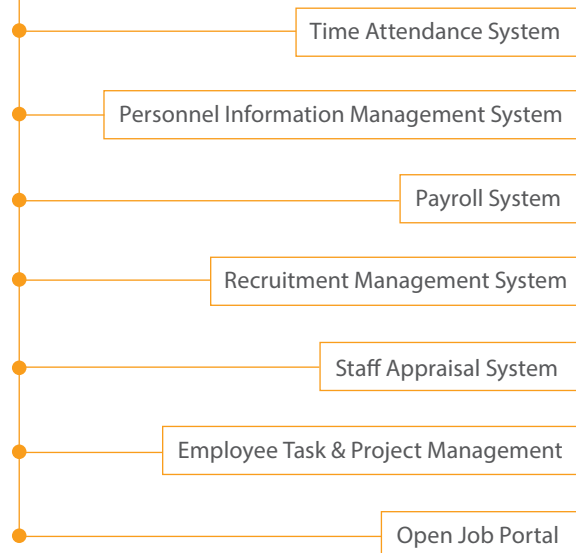 Time Attendance System
Personnel Information Management System
Payroll System
Recruitment Management System
Staff Appraisal System
Employee Task & Project Management
Open Job Portal